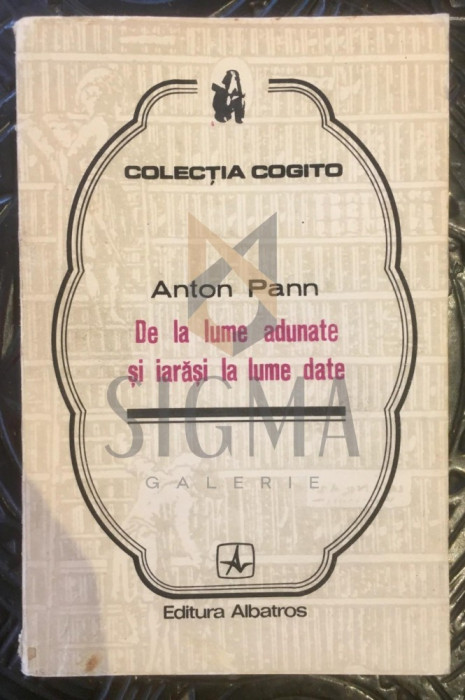 COLECȚIA COGITO
Anton Pann
De la lume adunate
și iarăși la lume date
SIGMA
GALERIE
Editura Albatros